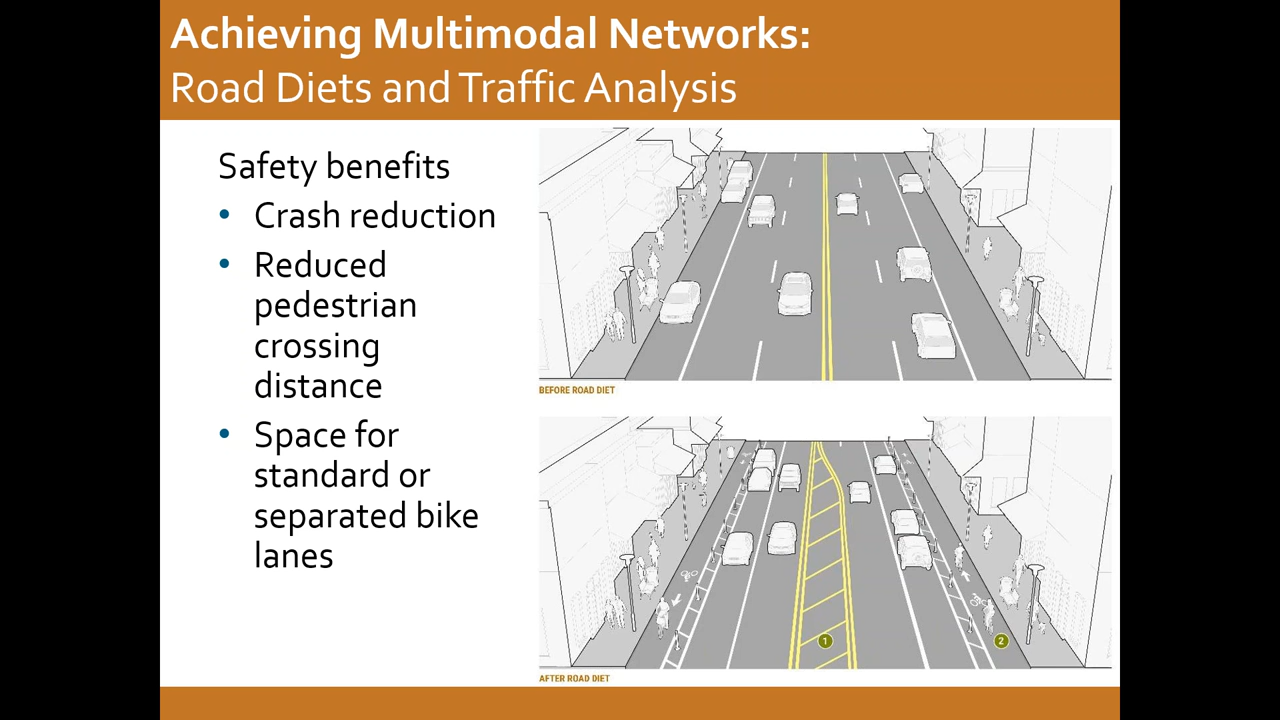 Achieving Multimodal Networks:
Road Diets and Traffic Analysis
Safety benefits
• Crash reduction
• Reduced
pedestrian
crossing
distance
• Space for
standard or
separated bike
lanes
BEFORE ROAD DIET
1
2
AFTER ROAD DIET